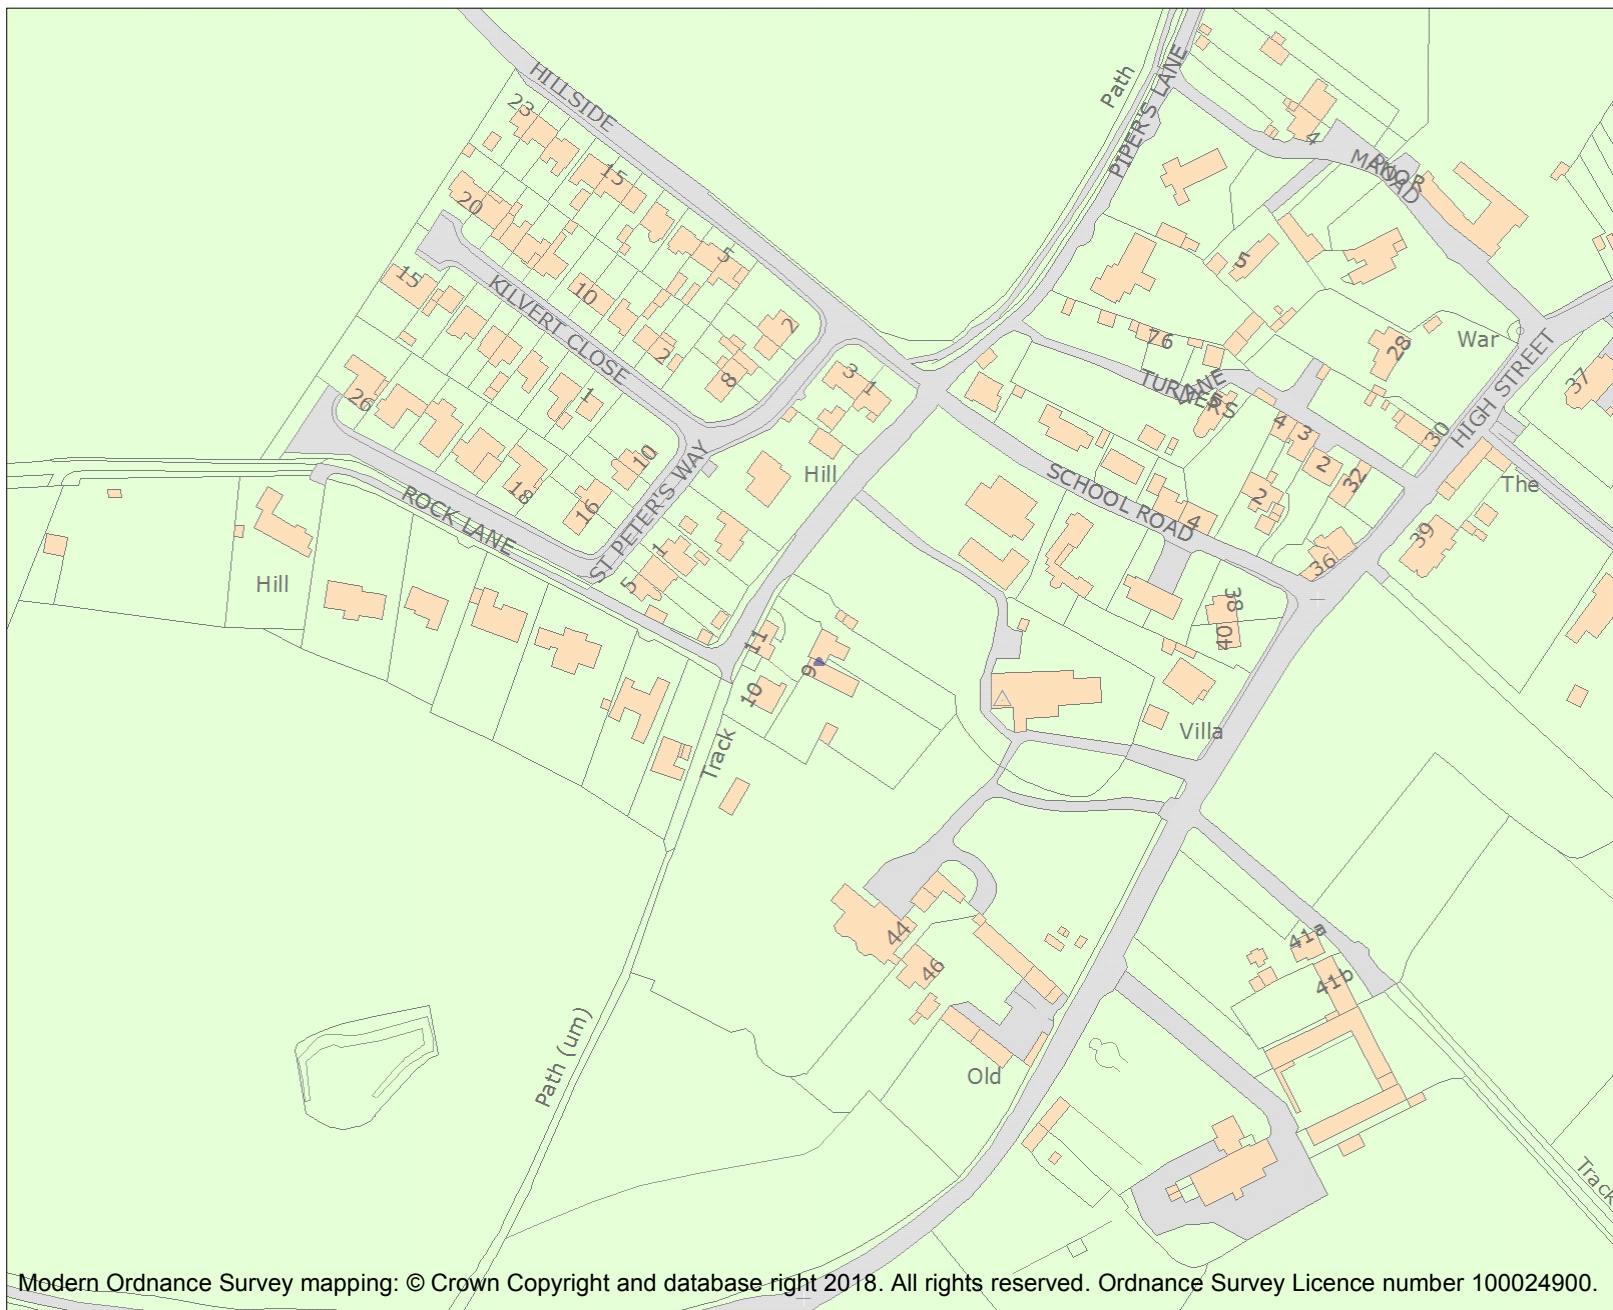 HILLSIDE
Path
PIPER'S LANE
23
4
MANOR
ROAD
15
20
5
5
15
KILVERT CLOSE
10
2
2
8
7 6
28
War
HIGH STREET
37
TURNERS
LANE
5
3 1
26
1
10
4
3
30
2
32
The
Hill
SCHOOL ROAD
18
16
ST PETER'S WAY
2
4
39
ROCK LANE
1
36
Hill
5
38
40
11
9
10
Villa
Track
44
46
41a
41b
Path (um)
Old
Track
Modern Ordnance Survey mapping: © Crown Copyright and database right 2018. All rights reserved. Ordnance Survey Licence number 100024900.